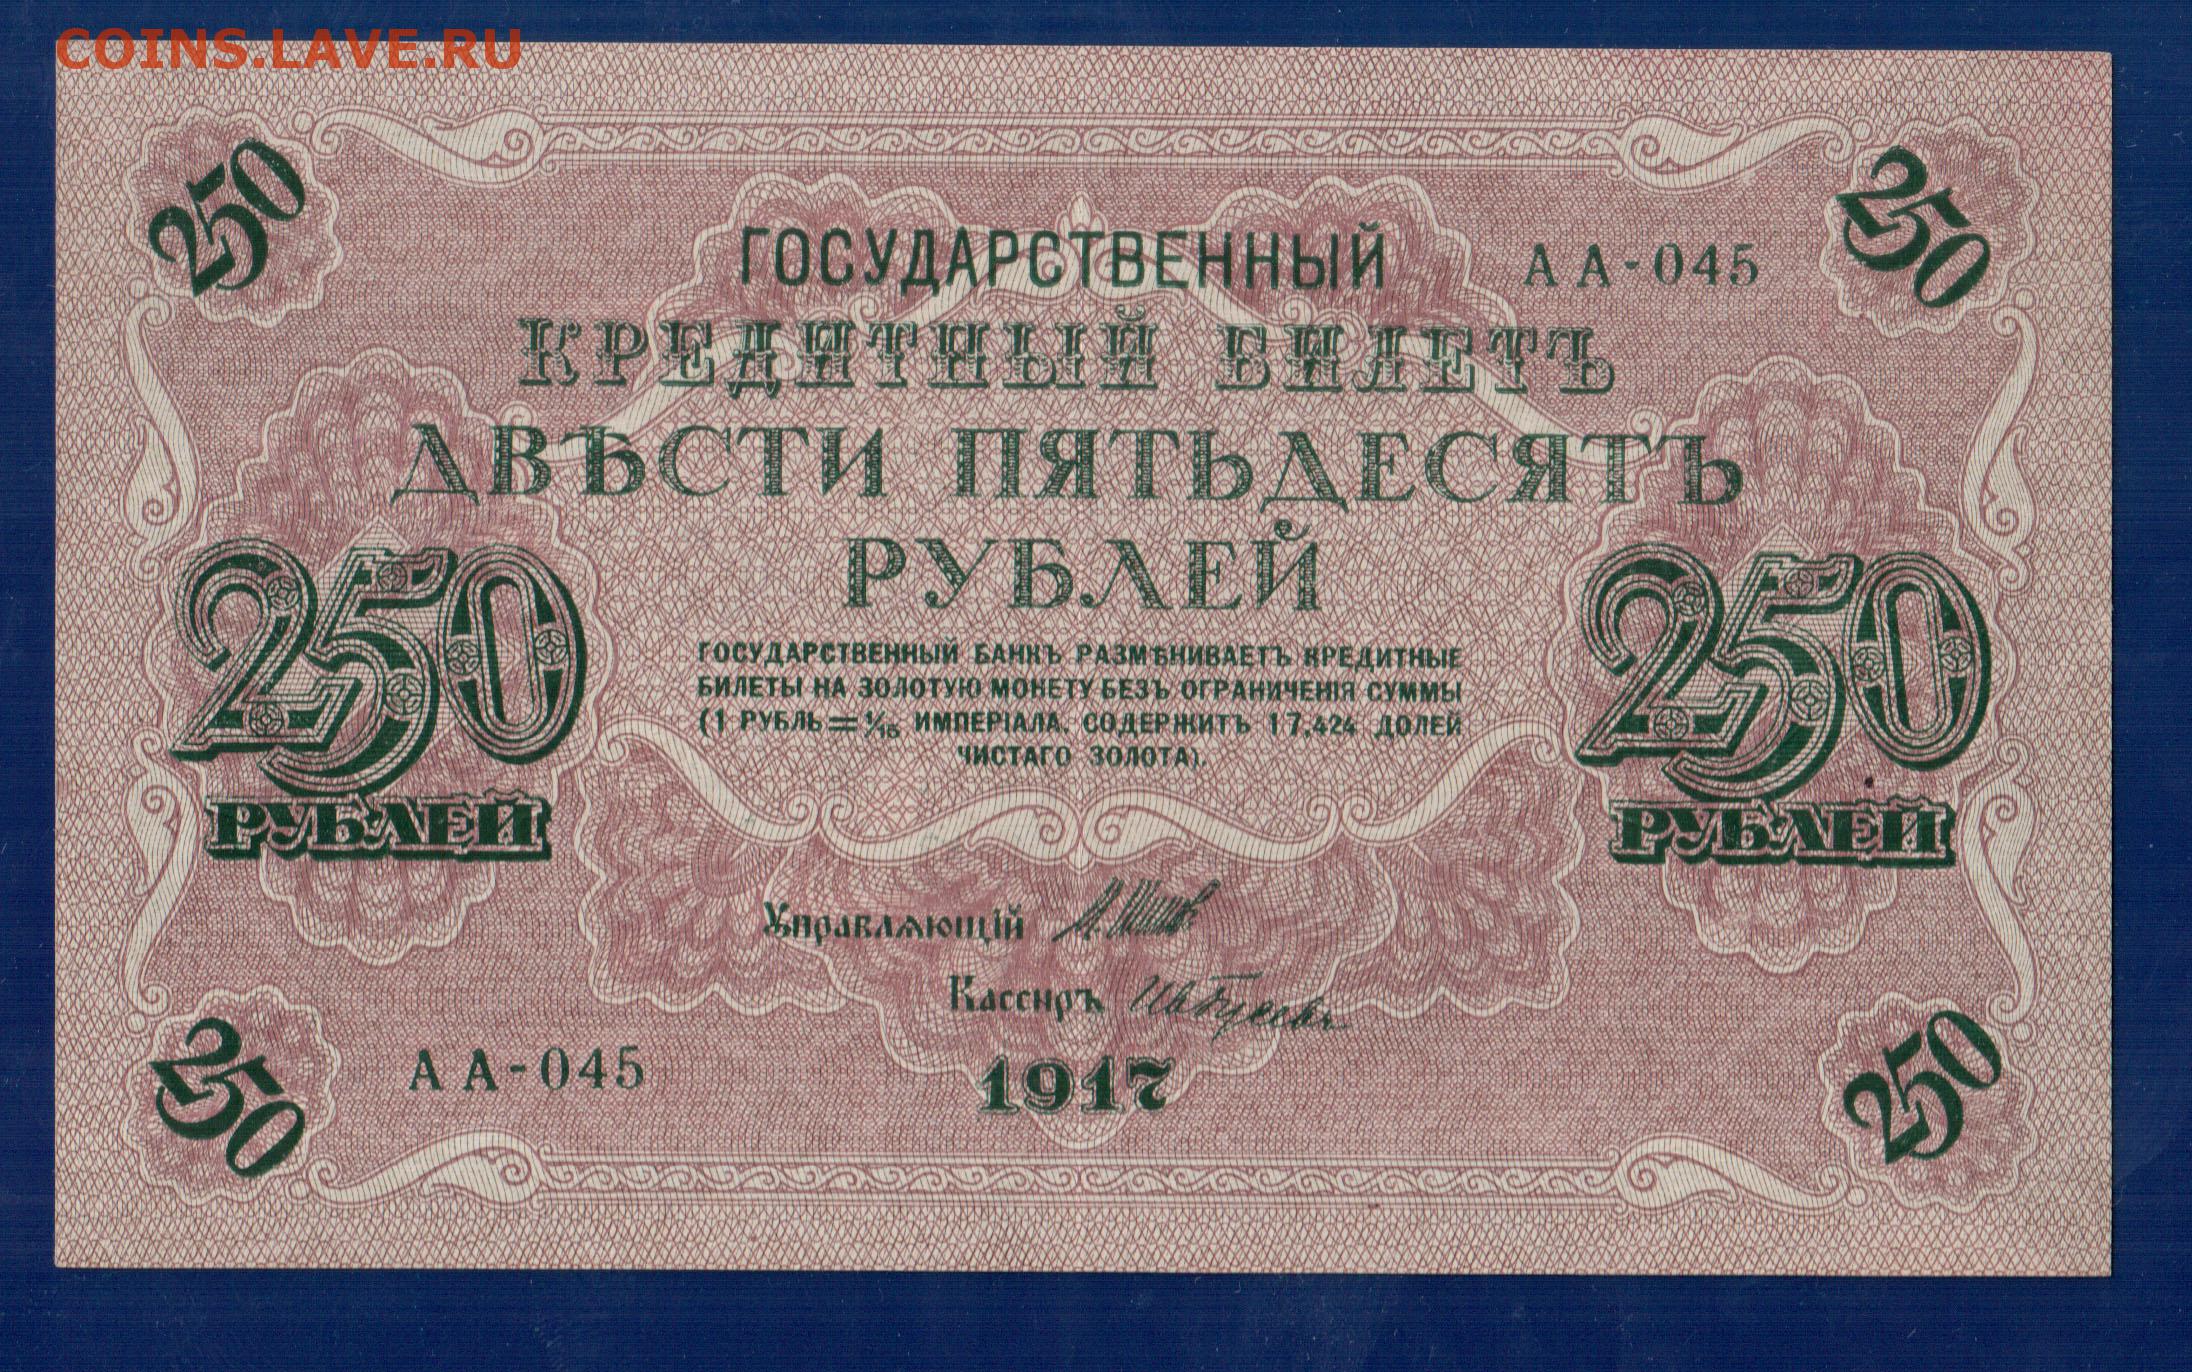 COINS.LAVE.RU
250
250
ГОСУДАРСТВЕННЫЙ
АА-045
КРЕДИТНЫЙ БИЛЕТЪ
ДВѢСТИ ПЯТЬДЕСЯТЪ
РУБЛЕЙ
250
РУБЛЕЙ
ГОСУДАРСТВЕННЫЙ БАНКЪ РАЗМѢНИВАЕТЪ КРЕДИТНЫЕ
БИЛЕТЫ НА ЗОЛОТУЮ МОНЕТУ БЕЗЪ ОГРАНИЧЕНІЯ СУММЫ
(1 РУБЛЬ = 1/15 ИМПЕРІАЛА, СОДЕРЖИТЪ 17,424 ДОЛЕЙ
ЧИСТАГО ЗОЛОТА).
250
РУБЛЕЙ
Управляющій И. Шипов
Кассиръ
АА-045
1917
250
250